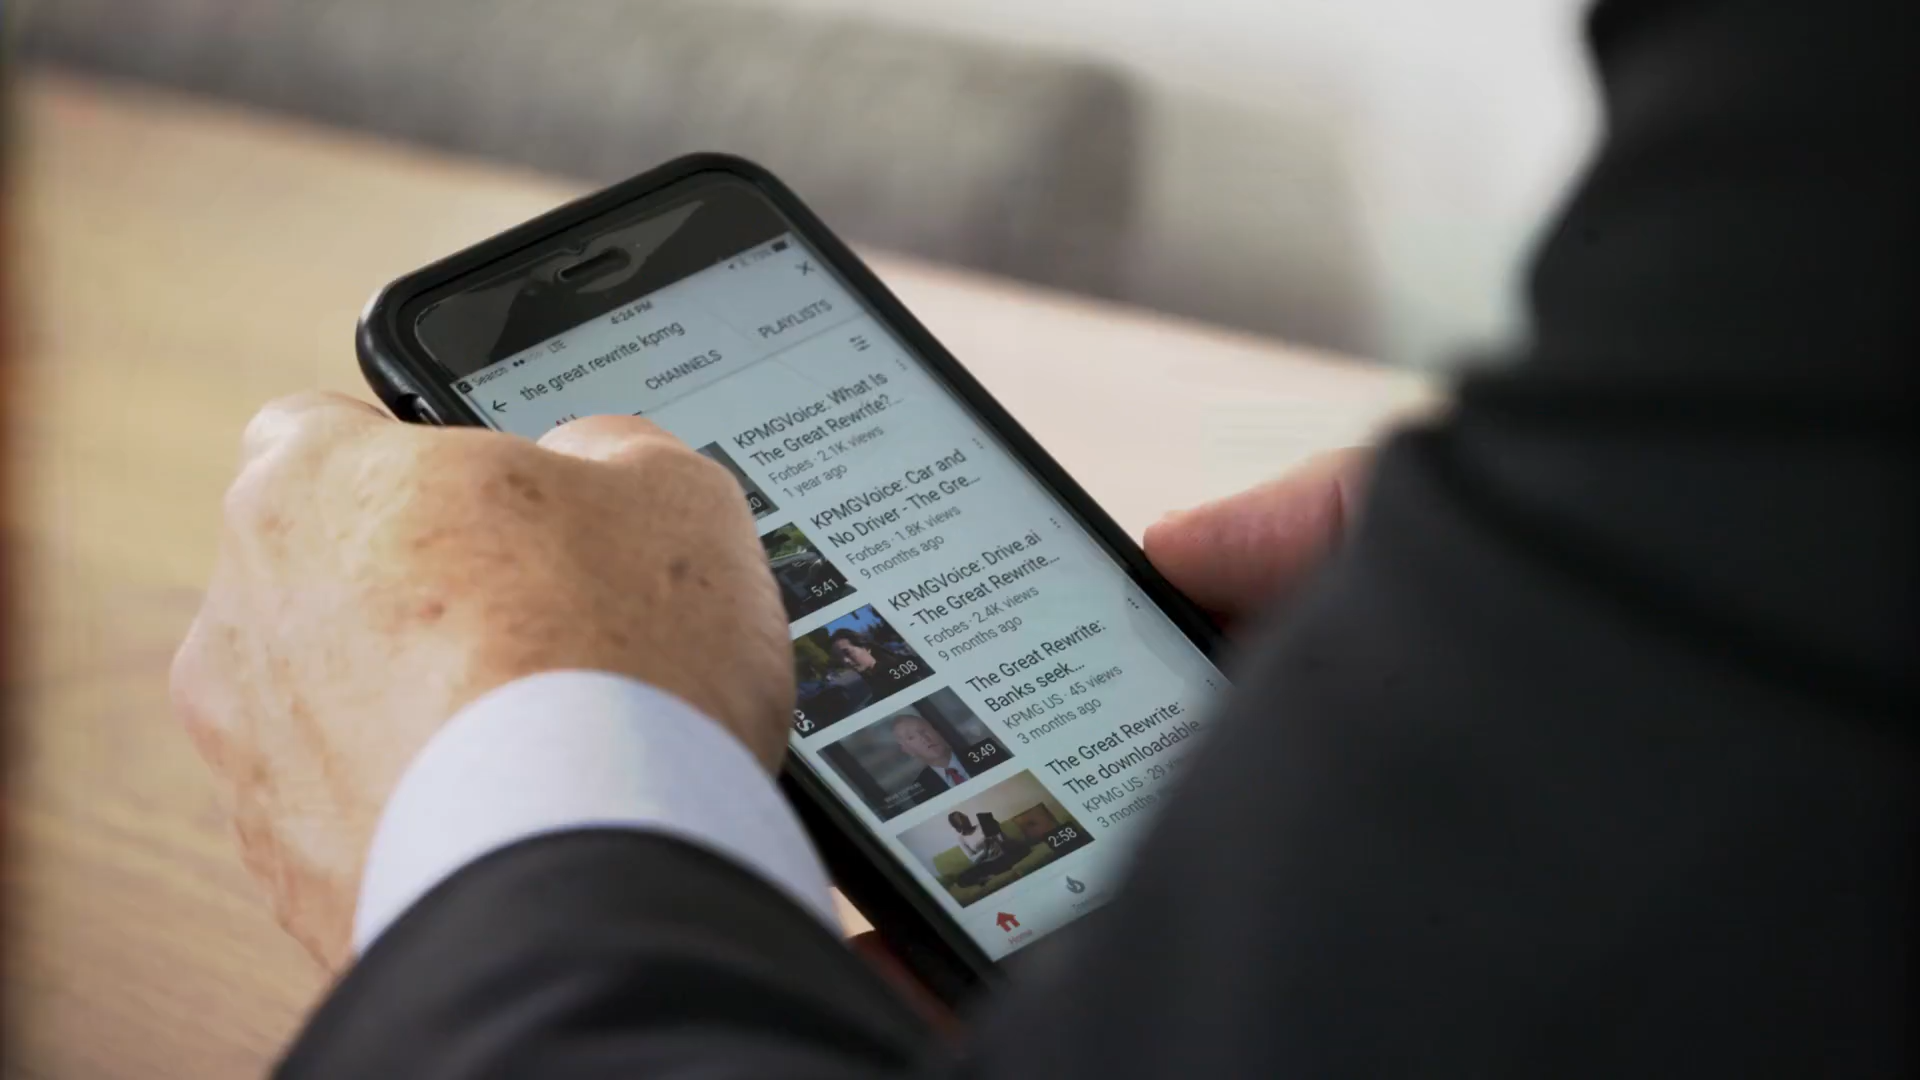 Search LTE 4:24 PM
the great rewrite kpmg
ALL CHANNELS PLAYLISTS
KPMGVoice: What Is
The Great Rewrite?...
Forbes · 2.1K views
1 year ago
KPMGVoice: Car and
No Driver - The Gre...
Forbes · 1.8K views
9 months ago
5:41
KPMGVoice: Drive.ai
- The Great Rewrite...
Forbes · 2.4K views
9 months ago
3:08
The Great Rewrite:
Banks seek...
KPMG US · 45 views
3 months ago
3:49
The Great Rewrite:
The downloadable
KPMG US · 29
3 months
2:58
Home